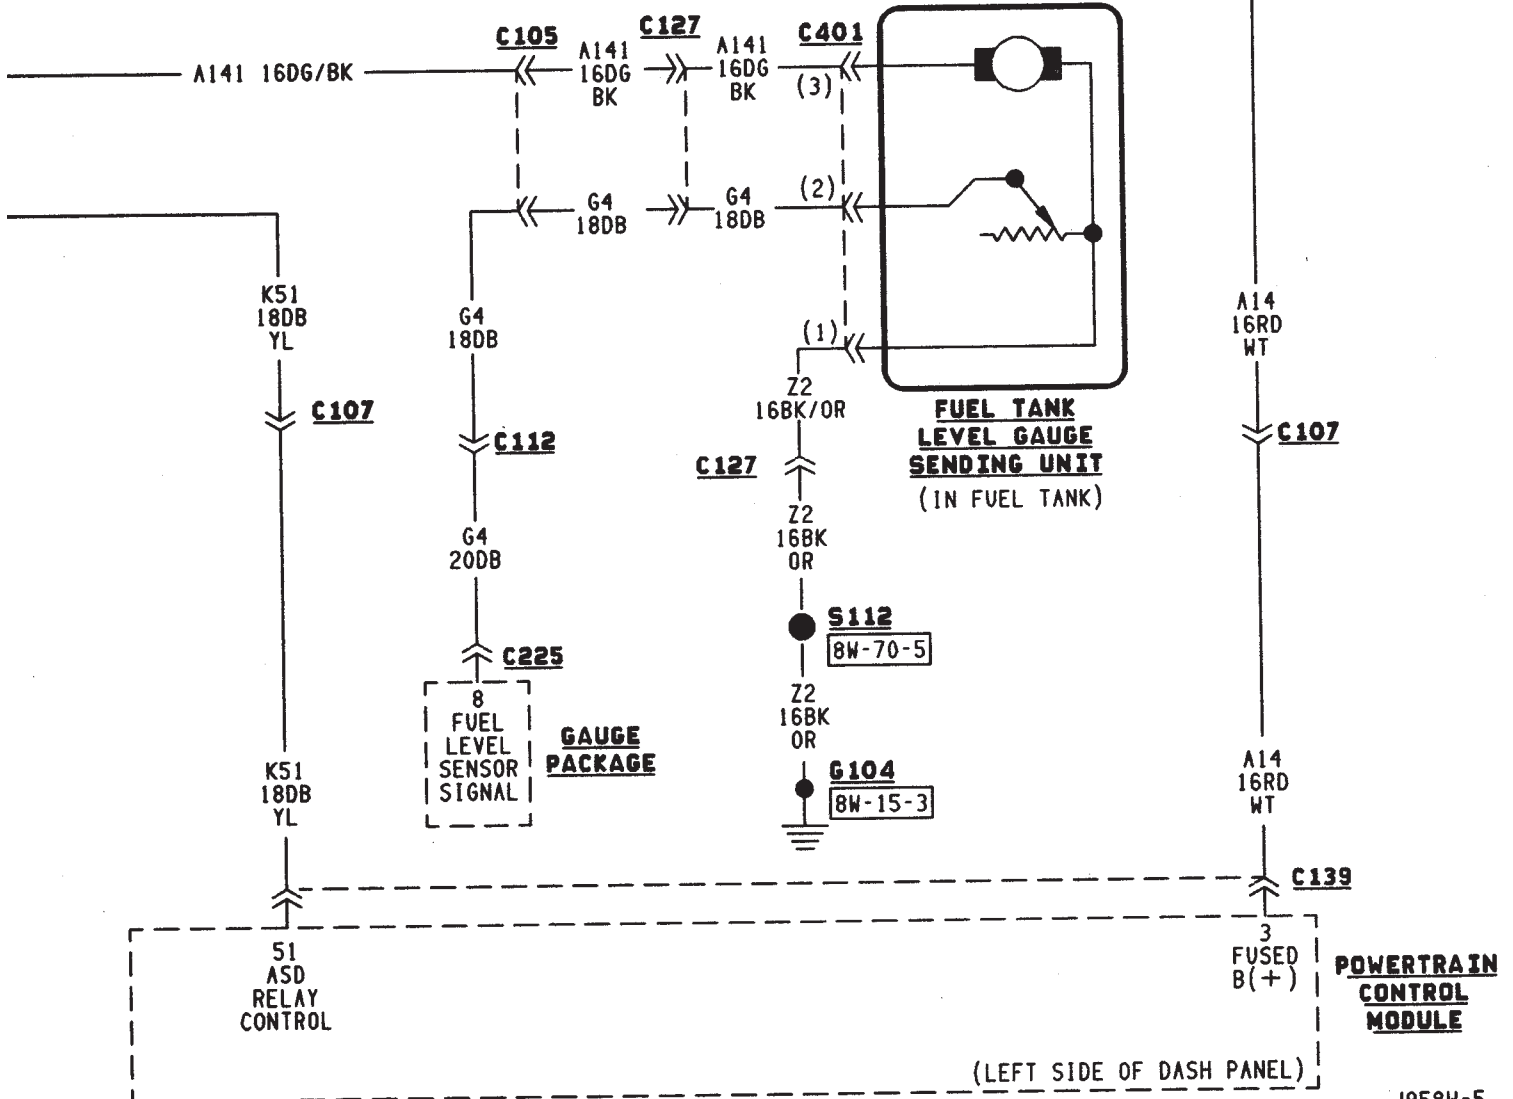 C105
C127
C401
A141 16DG/BK
A141
16DG
BK
A141
16DG
BK
(3)
G4
18DB
G4
18DB
(2)
K51
18DB
YL
G4
18DB
(1)
A14
16RD
WT
Z2
16BK/OR
FUEL TANK
LEVEL GAUGE
SENDING UNIT
(IN FUEL TANK)
C107
C112
C127
C107
Z2
16BK
OR
G4
20DB
S112
8W-70-5
C225
8
FUEL
LEVEL
SENSOR
SIGNAL
GAUGE
PACKAGE
Z2
16BK
OR
K51
18DB
YL
G104
8W-15-3
A14
16RD
WT
C139
51
ASD
RELAY
CONTROL
3
FUSED
B(+)
POWERTRAIN
CONTROL
MODULE
(LEFT SIDE OF DASH PANEL)